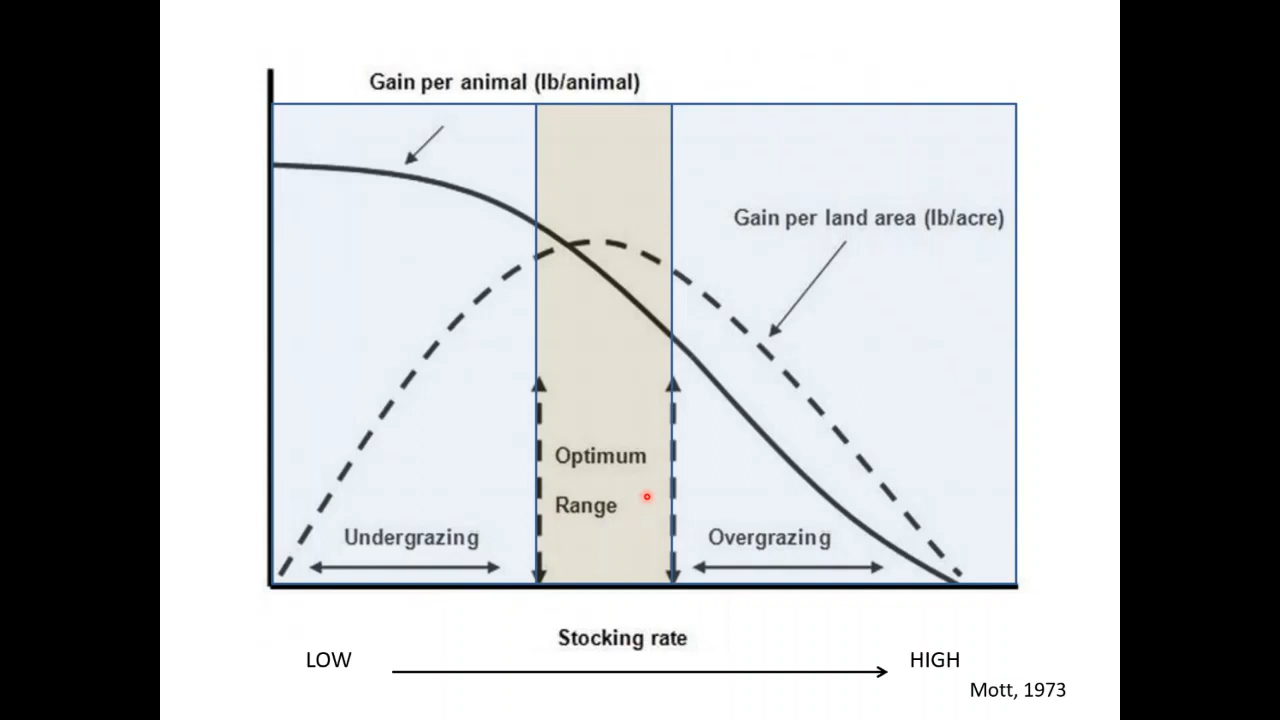 Gain per animal (lb/animal)
Gain per land area (lb/acre)
Optimum
Range
Undergrazing
Overgrazing
Stocking rate
LOW
HIGH
Mott, 1973